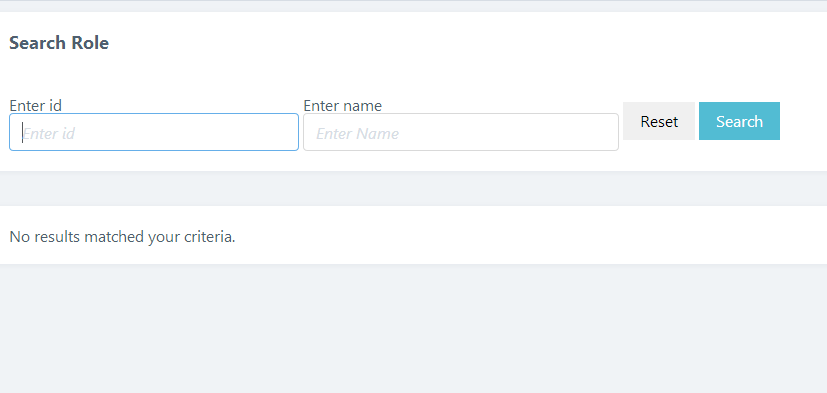 Search Role
Enter id Enter name
Enter id Enter Name Reset Search
No results matched your criteria.